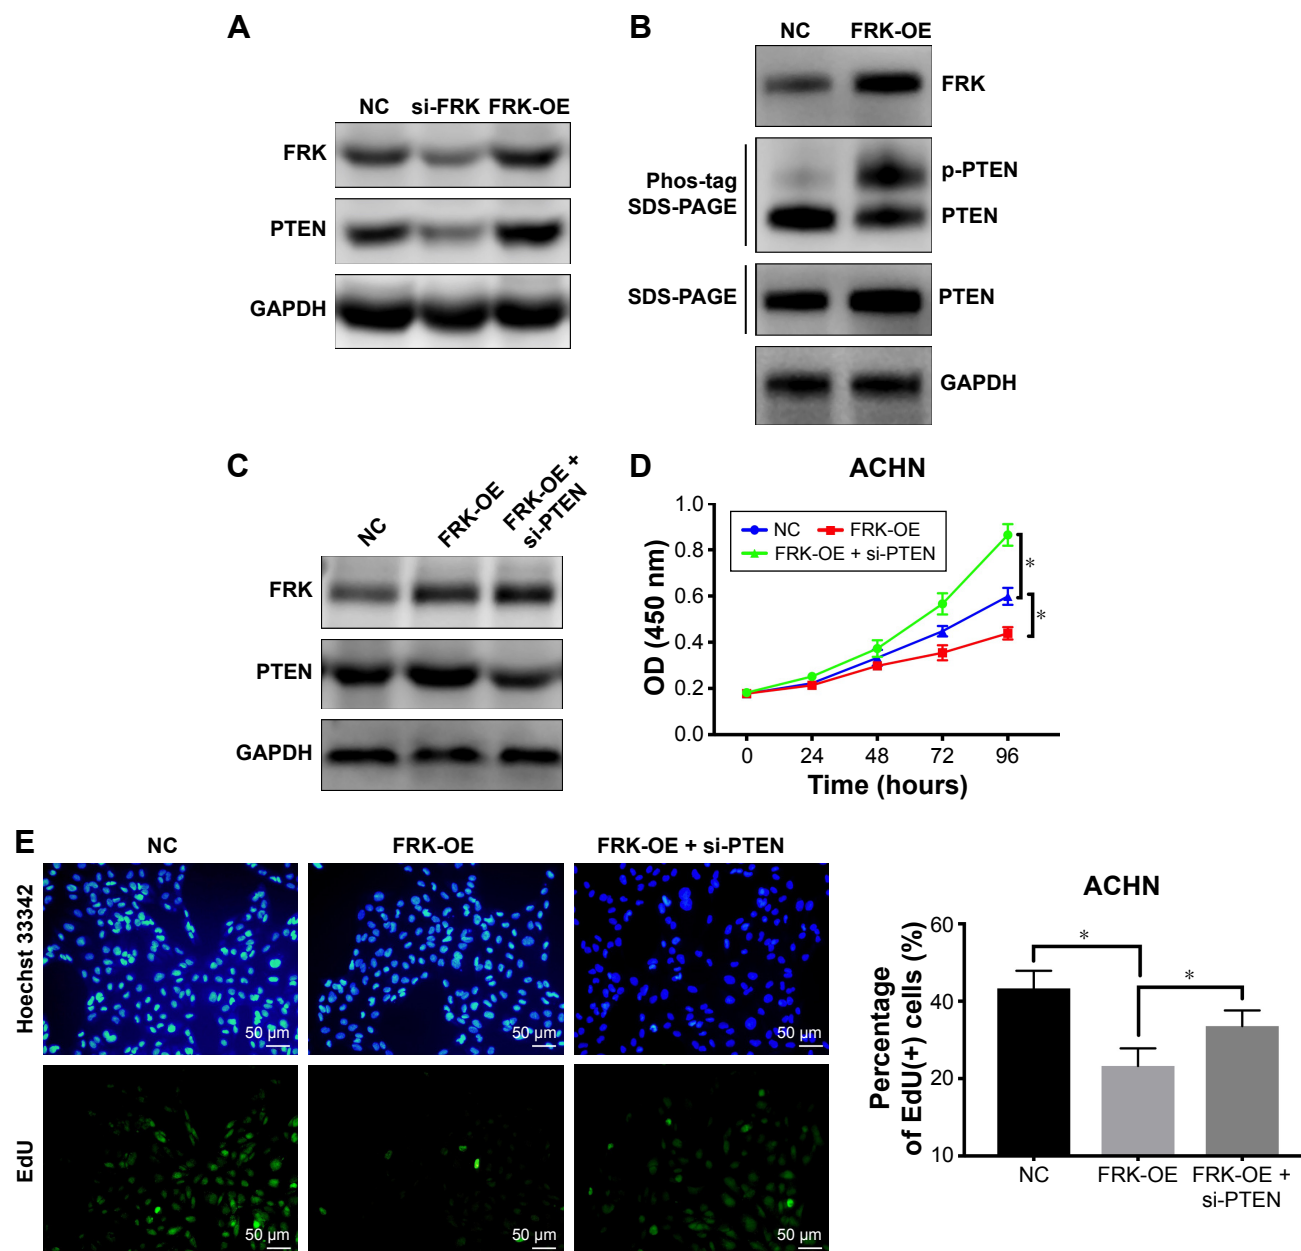 A
NC si-FRK FRK-OE
FRK
PTEN
GAPDH
B
NC FRK-OE
FRK
Phos-tag
SDS-PAGE
p-PTEN
PTEN
SDS-PAGE
PTEN
GAPDH
C
NC
FRK-OE
FRK-OE +
si-PTEN
FRK
PTEN
GAPDH
D
ACHN
NC FRK-OE
FRK-OE + si-PTEN
OD (450 nm)
1.0
0.8
0.6
0.4
0.2
0.0
*
*
0 24 48 72 96
Time (hours)
E
NC FRK-OE FRK-OE + si-PTEN
Hoechst 33342
50 µm 50 µm 50 µm
EdU
50 µm 50 µm 50 µm
ACHN
Percentage
of EdU(+) cells (%)
60
40
20
10
*
*
NC FRK-OE FRK-OE +
si-PTEN